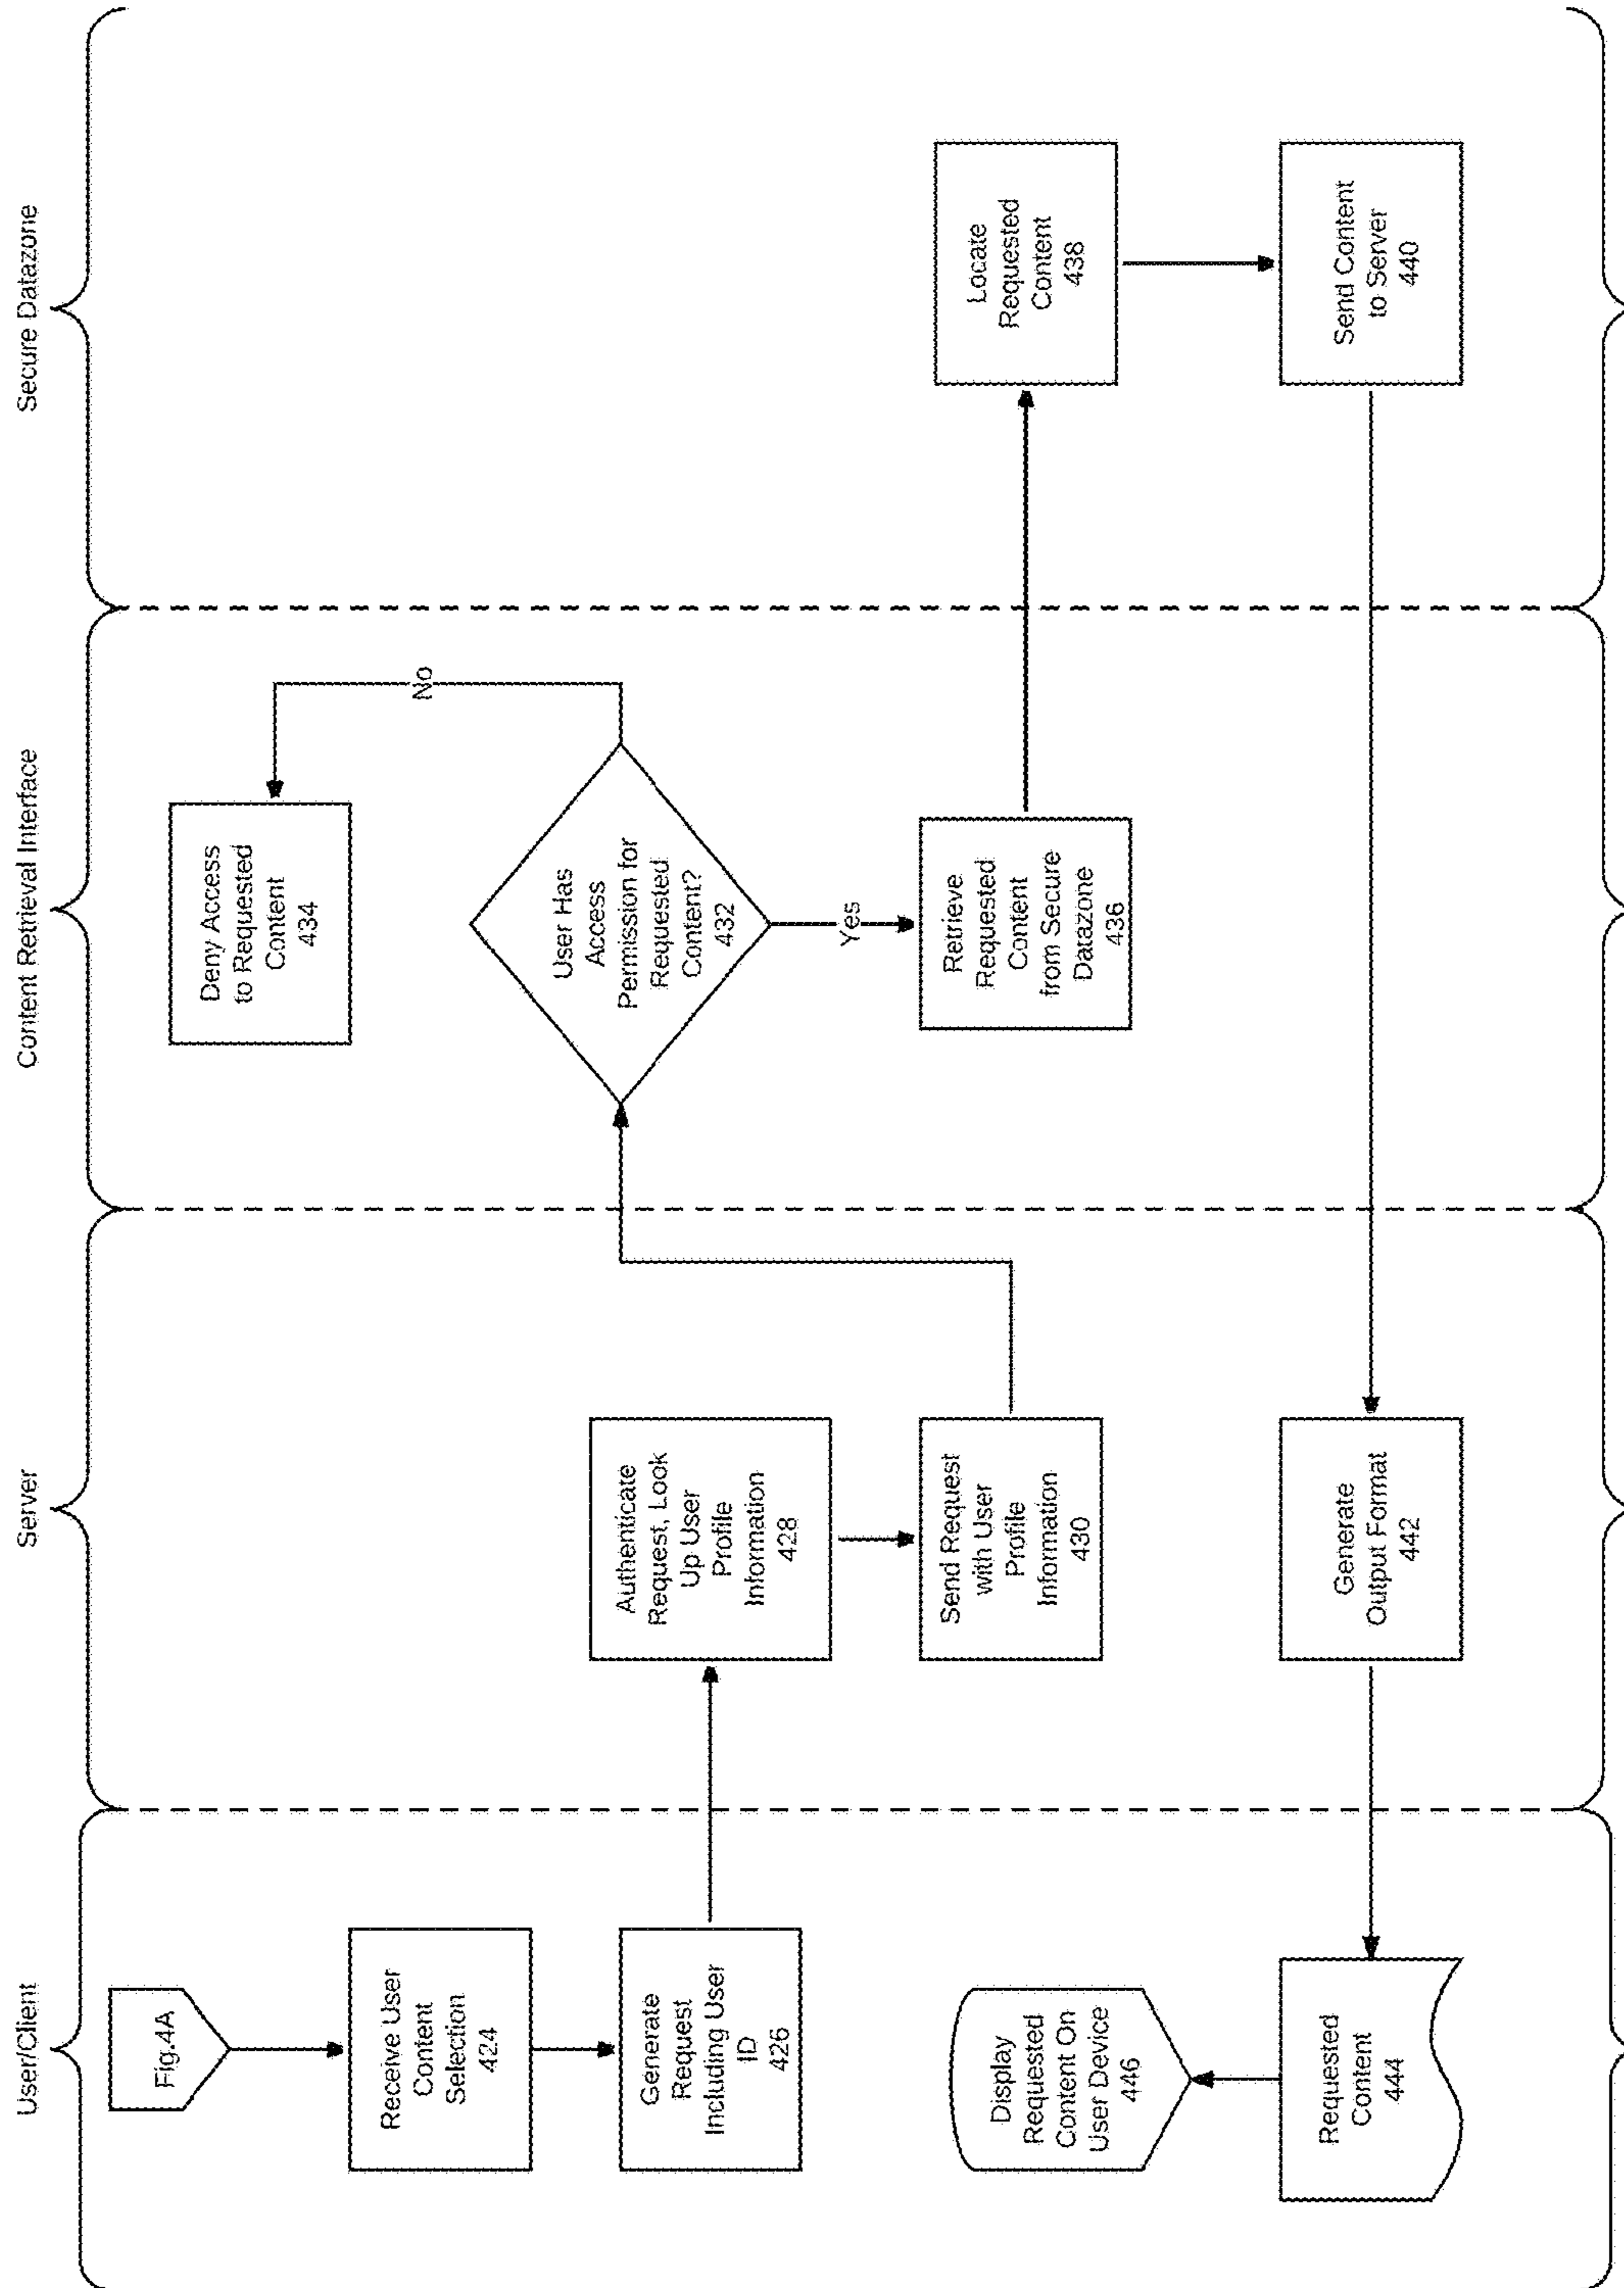 User/Client
Server
Content Retrieval Interface
Secure Datazone
Fig.4A
Receive User
Content
Selection
424
Generate
Request
Including User
ID
426
Authenticate
Request, Look
Up User
Profile
Information
428
Send Request
with User
Profile
Information
430
User Has
Access
Permission for
Requested
Content?
432
No
Deny Access
to Requested
Content
434
Yes
Retrieve
Requested
Content
from Secure
Datazone
436
Locate
Requested
Content
438
Send Content
to Server
440
Generate
Output Format
442
Requested
Content
444
Display
Requested
Content On
User Device
446